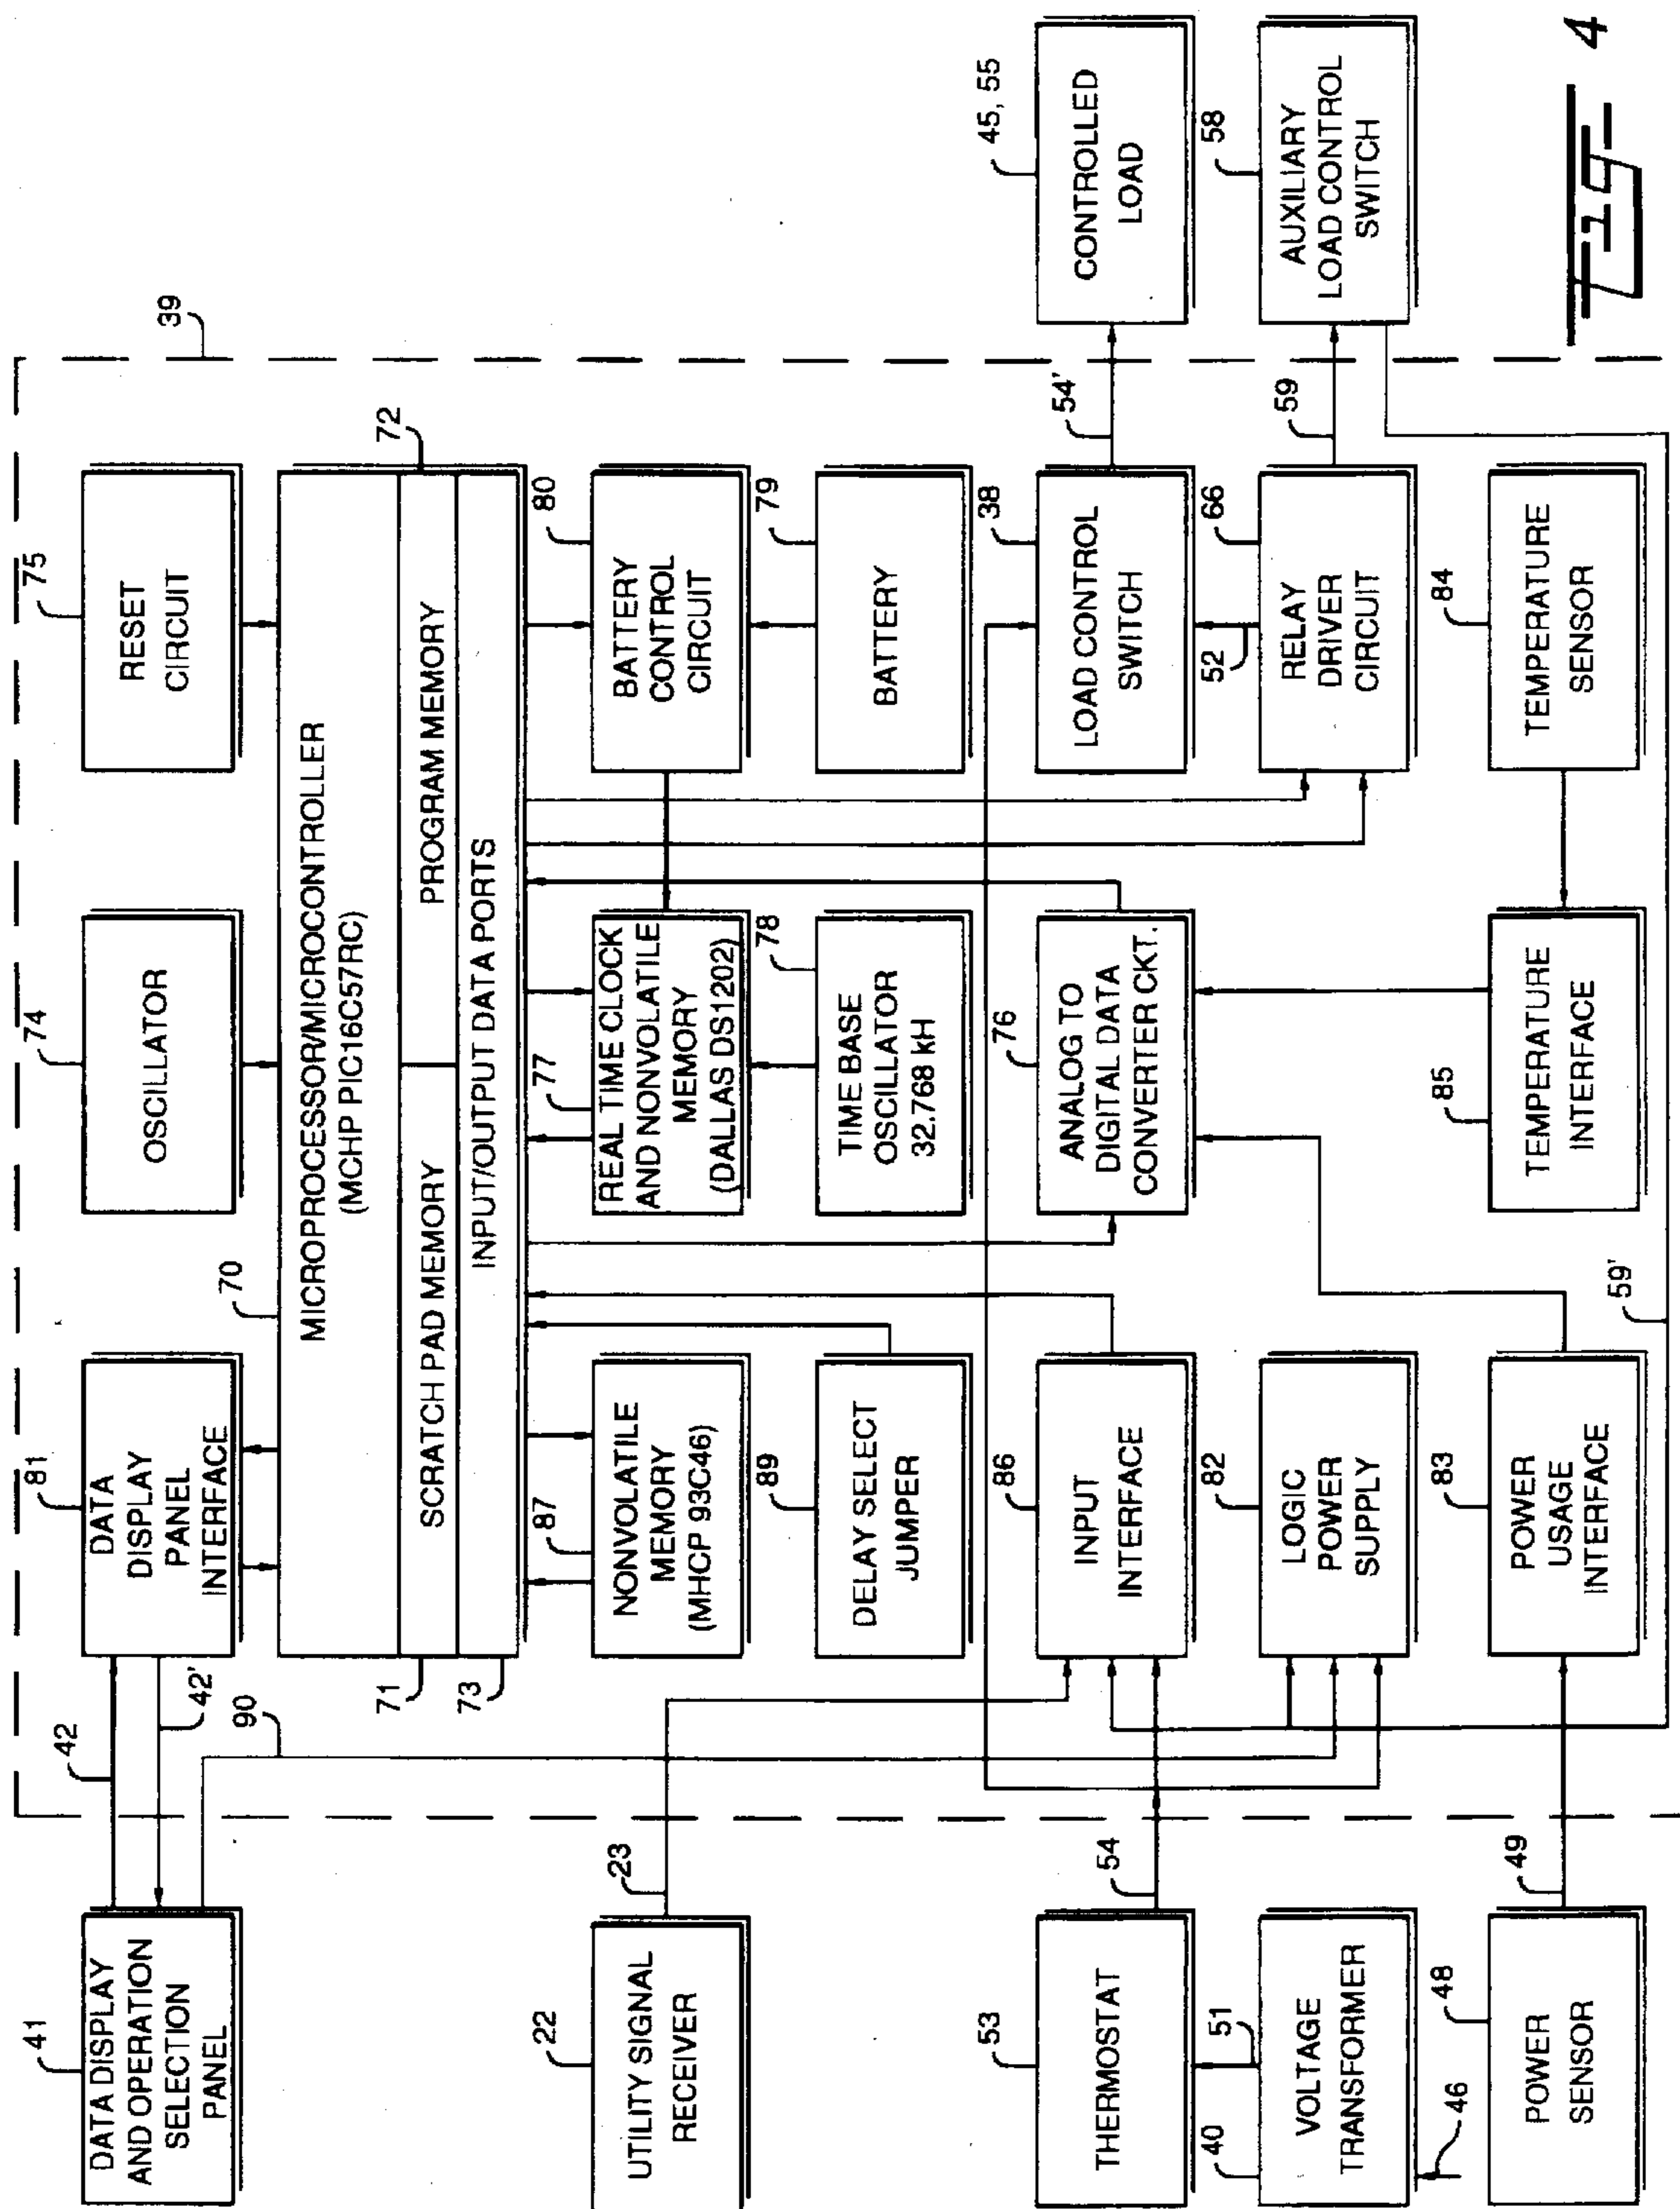 39
41
DATA DISPLAY
AND OPERATION
SELECTION
PANEL
42
42'
90
81
DATA
DISPLAY
PANEL
INTERFACE
74
OSCILLATOR
75
RESET
CIRCUIT
70
MICROPROCESSOR/MICROCONTROLLER
(MCHP PIC16C57RC)
71
SCRATCH PAD MEMORY
PROGRAM MEMORY
72
73
INPUT/OUTPUT DATA PORTS
22
UTILITY SIGNAL
RECEIVER
23
87
NONVOLATILE
MEMORY
(MHCP 93C46)
77
REAL TIME CLOCK
AND NONVOLATILE
MEMORY
(DALLAS DS1202)
80
BATTERY
CONTROL
CIRCUIT
89
DELAY SELECT
JUMPER
78
TIME BASE
OSCILLATOR
32.768 kH
79
BATTERY
53
THERMOSTAT
54
86
INPUT
INTERFACE
76
ANALOG TO
DIGITAL DATA
CONVERTER CKT.
38
LOAD CONTROL
SWITCH
54'
45, 55
CONTROLLED
LOAD
51
40
VOLTAGE
TRANSFORMER
46
82
LOGIC
POWER
SUPPLY
52
66
RELAY
DRIVER
CIRCUIT
59
58
AUXILIARY
LOAD CONTROL
SWITCH
48
POWER
SENSOR
49
83
POWER
USAGE
INTERFACE
85
TEMPERATURE
INTERFACE
84
TEMPERATURE
SENSOR
59'
Fig. 4